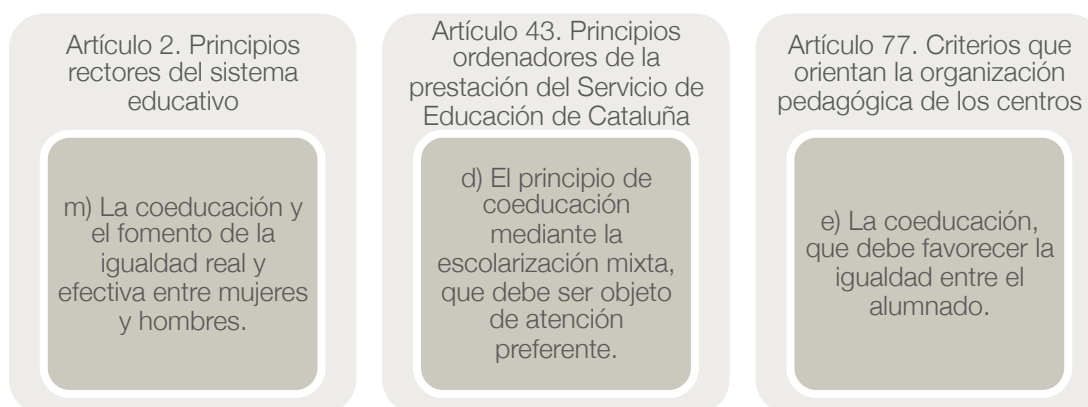 Artículo 2. Principios
rectores del sistema
educativo
m) La coeducación y
el fomento de la
igualdad real y
efectiva entre mujeres
y hombres.
Artículo 43. Principios
ordenadores de la
prestación del Servicio de
Educación de Cataluña
d) El principio de
coeducación
mediante la
escolarización mixta,
que debe ser objeto
de atención
preferente.
Artículo 77. Criterios que
orientan la organización
pedagógica de los centros
e) La coeducación,
que debe favorecer la
igualdad entre el
alumnado.